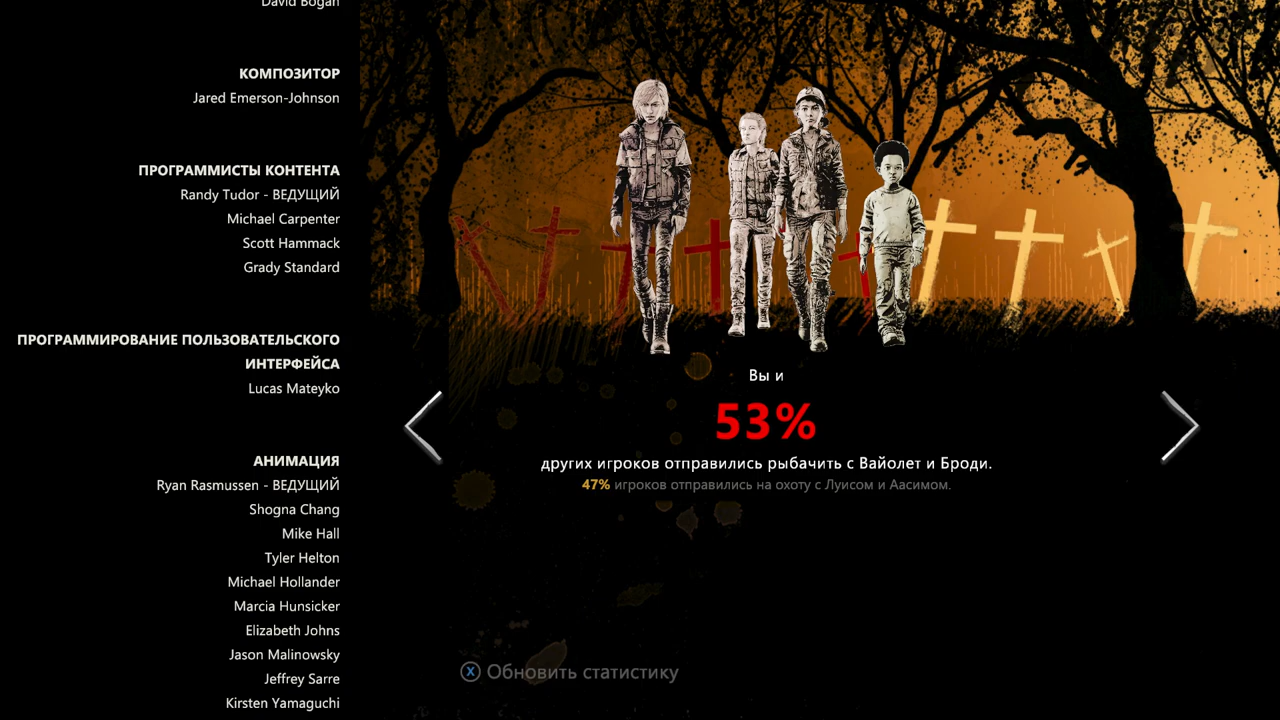 David Bogan
КОМПОЗИТОР
Jared Emerson-Johnson
ПРОГРАММИСТЫ КОНТЕНТА
Randy Tudor - ВЕДУЩИЙ
Michael Carpenter
Scott Hammack
Grady Standard
ПРОГРАММИРОВАНИЕ ПОЛЬЗОВАТЕЛЬСКОГО
ИНТЕРФЕЙСА
Lucas Mateyko
АНИМАЦИЯ
Ryan Rasmussen - ВЕДУЩИЙ
Shogna Chang
Mike Hall
Tyler Helton
Michael Hollander
Marcia Hunsicker
Elizabeth Johns
Jason Malinowsky
Jeffrey Sarre
Kirsten Yamaguchi
Вы и
53%
других игроков отправились рыбачить с Вайолет и Броди.
47% игроков отправились на охоту с Луисом и Аасимом.
X Обновить статистику